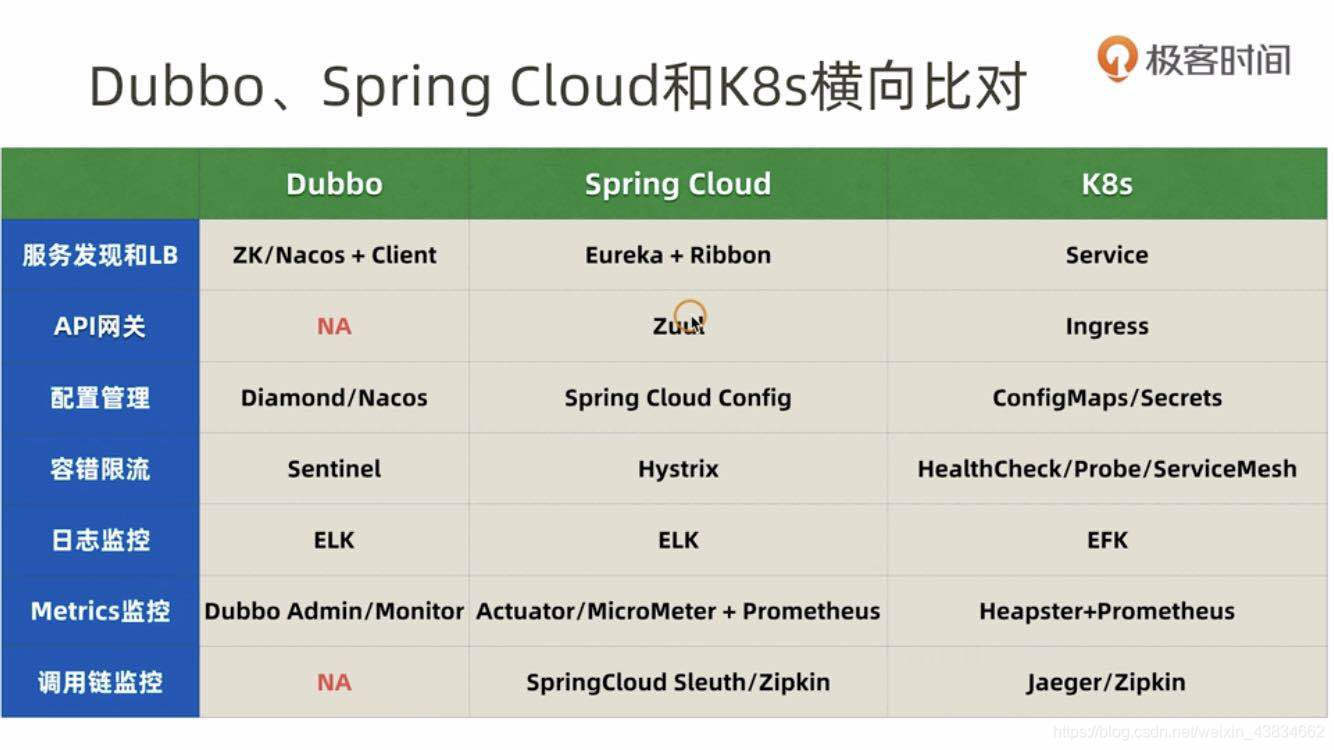 极客时间
Dubbo、Spring Cloud和K8s横向比对
Dubbo Spring Cloud K8s
服务发现和LB ZK/Nacos + Client Eureka + Ribbon Service
API网关 NA Zuul Ingress
配置管理 Diamond/Nacos Spring Cloud Config ConfigMaps/Secrets
容错限流 Sentinel Hystrix HealthCheck/Probe/ServiceMesh
日志监控 ELK ELK EFK
Metrics监控 Dubbo Admin/Monitor Actuator/MicroMeter + Prometheus Heapster+Prometheus
调用链监控 NA SpringCloud Sleuth/Zipkin Jaeger/Zipkin
https://blog.csdn.net/weixin_43834662